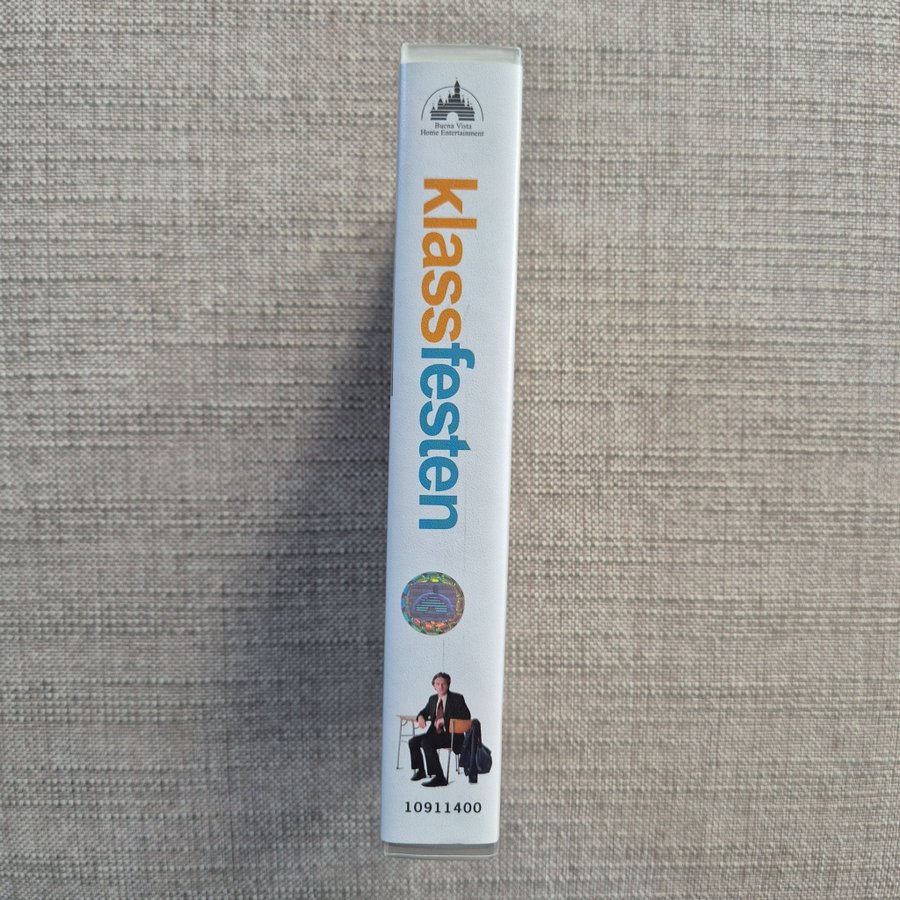 Buena Vista
Home Entertainment
klassfesten
10911400